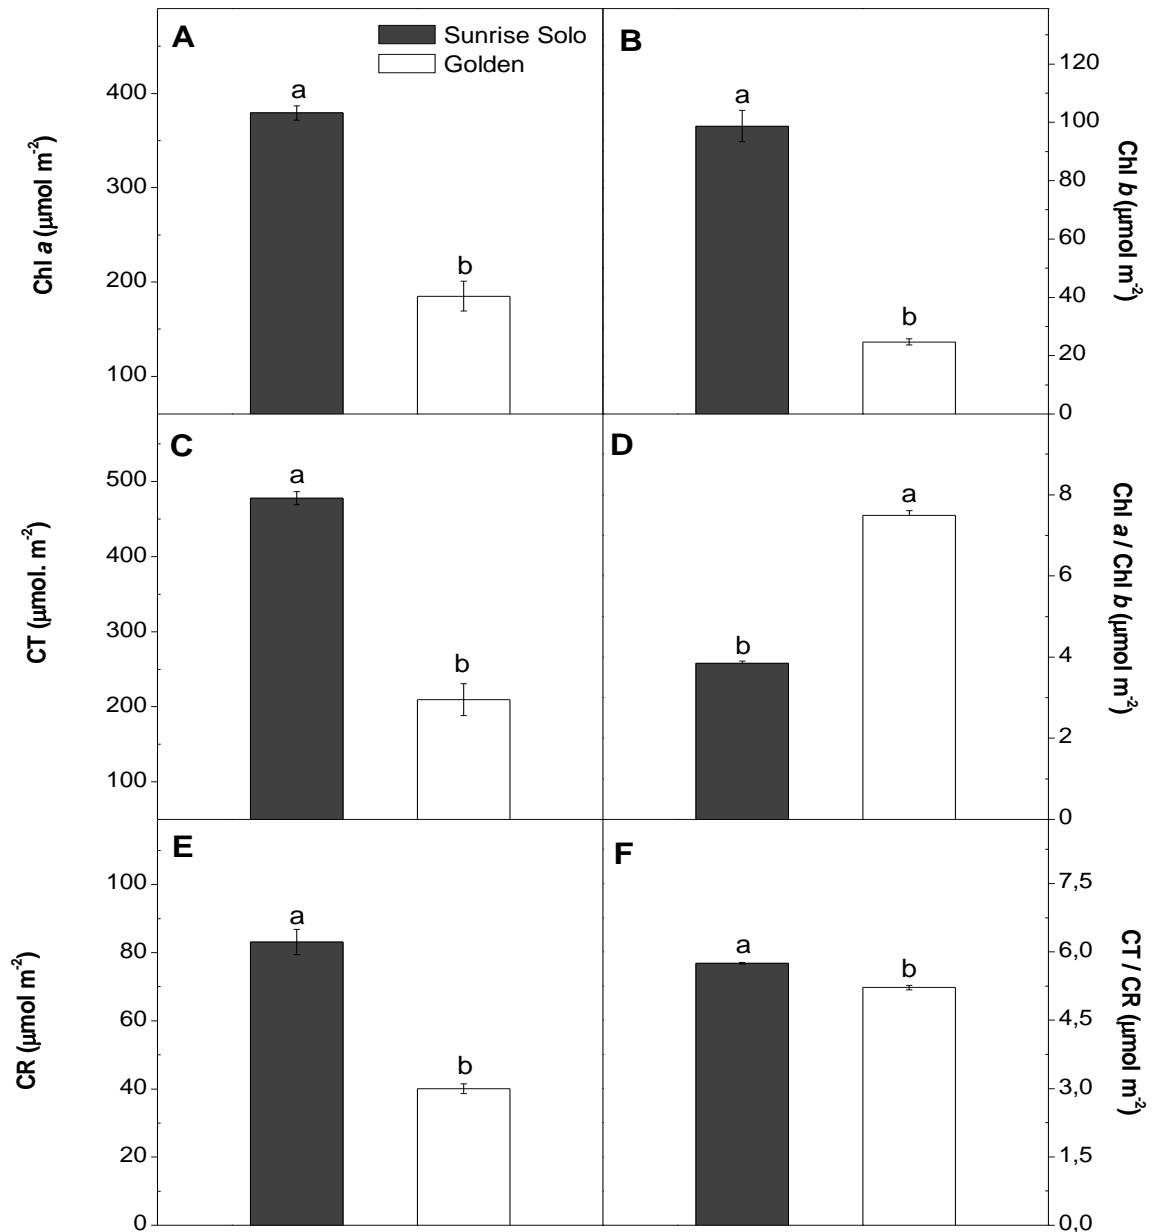 A
Sunrise Solo
Golden
a
b
400
300
200
100
Chl a (μmol m-2)
B
a
b
120
100
80
60
40
20
0
Chl b (μmol m-2)
C
a
b
500
400
300
200
100
CT (μmol. m-2)
D
b
a
8
6
4
2
0
Chl a / Chl b (μmol m-2)
E
a
b
100
80
60
40
20
0
CR (μmol m-2)
F
a
b
7,5
6,0
4,5
3,0
1,5
0,0
CT / CR (μmol m-2)